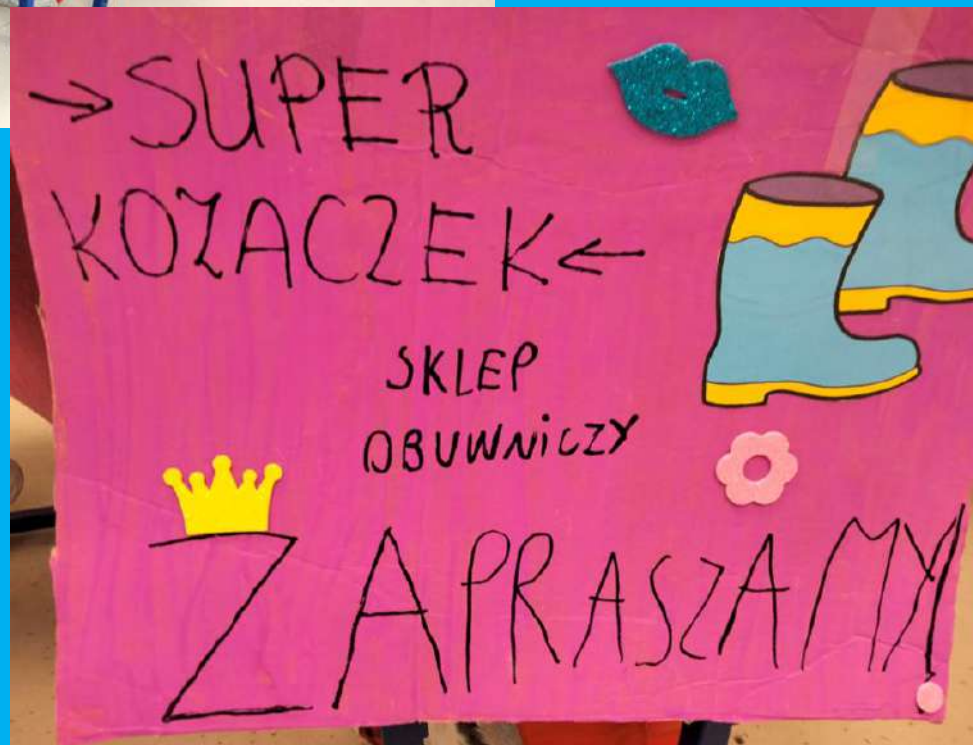 → SUPER
KOZACZEK ←
SKLEP
OBUWNiCZY
ZAPRASZAMY!